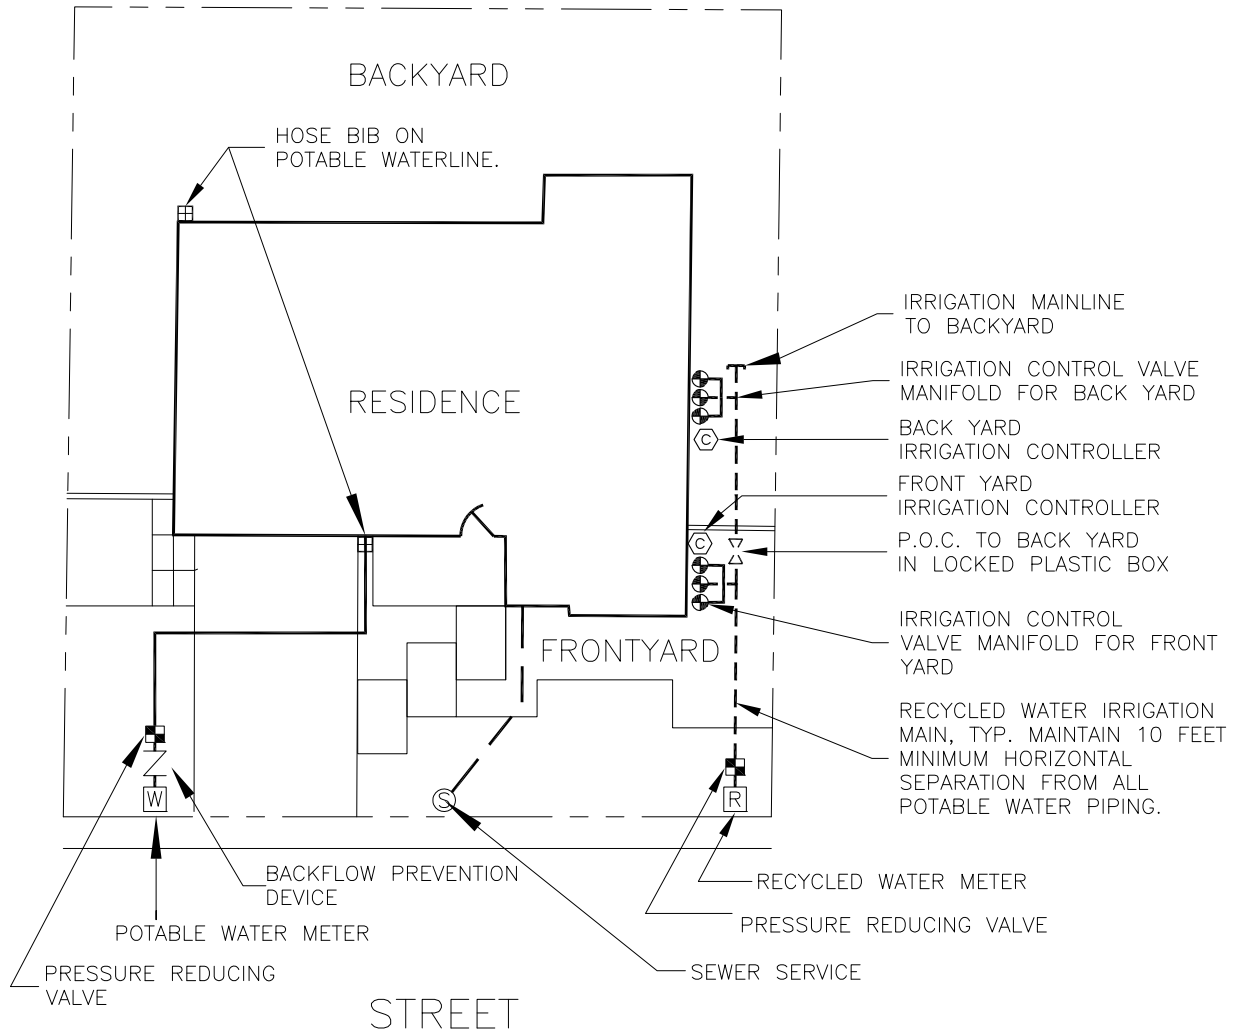 BACKYARD
HOSE BIB ON
POTABLE WATERLINE.
IRRIGATION MAINLINE
TO BACKYARD
IRRIGATION CONTROL VALVE
MANIFOLD FOR BACK YARD
RESIDENCE
BACK YARD
IRRIGATION CONTROLLER
C
FRONT YARD
IRRIGATION CONTROLLER
C
P.O.C. TO BACK YARD
IN LOCKED PLASTIC BOX
IRRIGATION CONTROL
VALVE MANIFOLD FOR FRONT
YARD
FRONTYARD
RECYCLED WATER IRRIGATION
MAIN, TYP. MAINTAIN 10 FEET
MINIMUM HORIZONTAL
SEPARATION FROM ALL
POTABLE WATER PIPING.
W
S
R
BACKFLOW PREVENTION
DEVICE
RECYCLED WATER METER
POTABLE WATER METER
PRESSURE REDUCING VALVE
PRESSURE REDUCING
VALVE
SEWER SERVICE
STREET